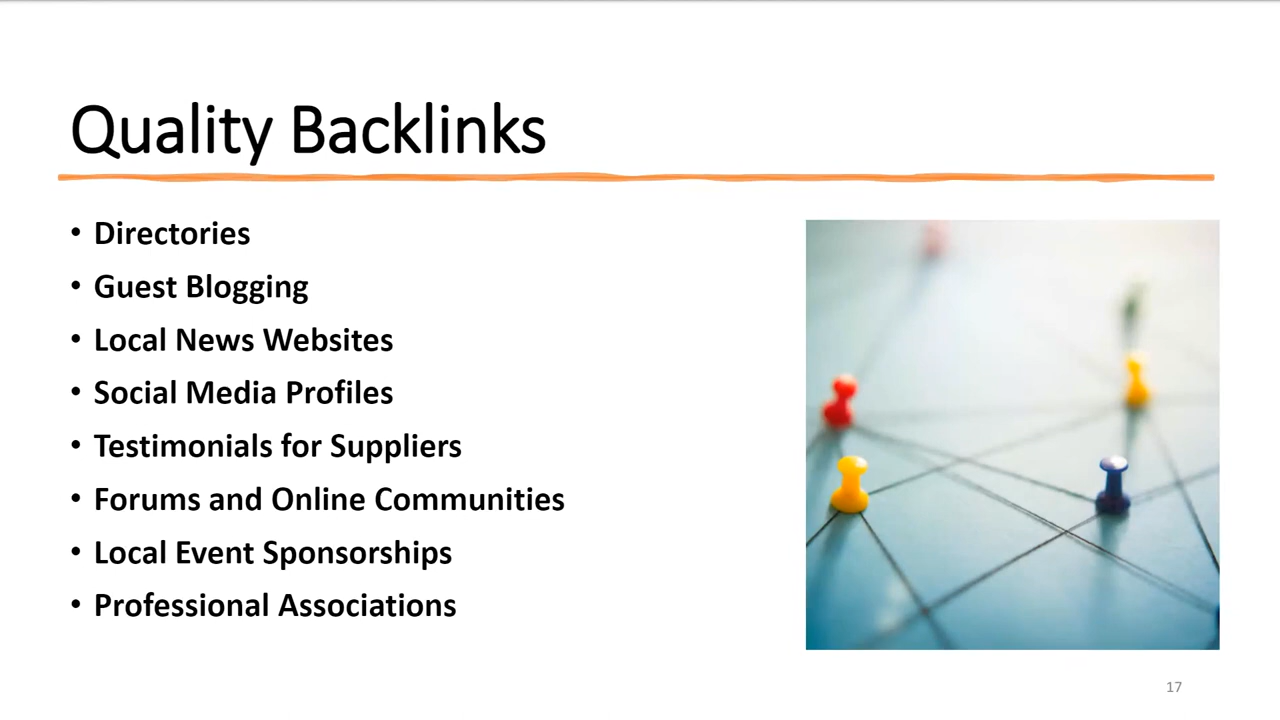 Quality Backlinks
• Directories
• Guest Blogging
• Local News Websites
• Social Media Profiles
• Testimonials for Suppliers
• Forums and Online Communities
• Local Event Sponsorships
• Professional Associations
17